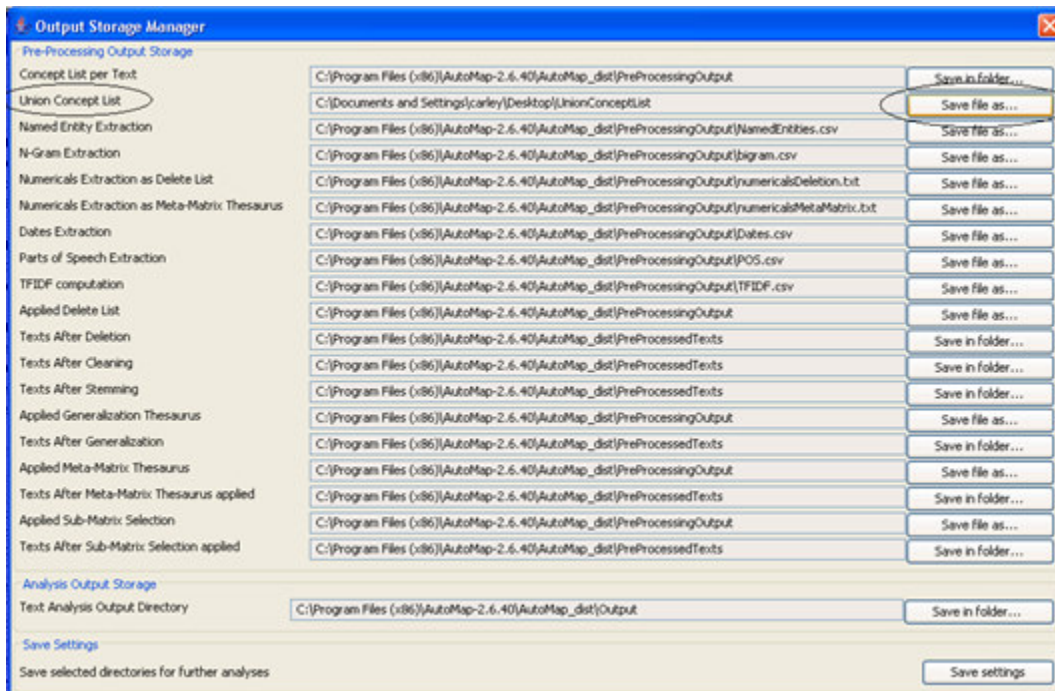 Output Storage Manager
Pre-Processing Output Storage
Concept List per Text C:\Program Files (x86)\AutoMap-2.6.40\AutoMap_dist\PreProcessingOutput Save in folder...
Union Concept List C:\Documents and Settings\carley\Desktop\UnionConceptList Save file as...
Named Entity Extraction C:\Program Files (x86)\AutoMap-2.6.40\AutoMap_dist\PreProcessingOutput\NamedEntities.csv Save file as...
N-Gram Extraction C:\Program Files (x86)\AutoMap-2.6.40\AutoMap_dist\PreProcessingOutput\bigram.csv Save file as...
Numericals Extraction as Delete List C:\Program Files (x86)\AutoMap-2.6.40\AutoMap_dist\PreProcessingOutput\numericalsDeletion.txt Save file as...
Numericals Extraction as Meta-Matrix Thesaurus C:\Program Files (x86)\AutoMap-2.6.40\AutoMap_dist\PreProcessingOutput\numericalsMetaMatrix.txt Save file as...
Dates Extraction C:\Program Files (x86)\AutoMap-2.6.40\AutoMap_dist\PreProcessingOutput\Dates.csv Save file as...
Parts of Speech Extraction C:\Program Files (x86)\AutoMap-2.6.40\AutoMap_dist\PreProcessingOutput\POS.csv Save file as...
TFIDF computation C:\Program Files (x86)\AutoMap-2.6.40\AutoMap_dist\PreProcessingOutput\TFIDF.csv Save file as...
Applied Delete List C:\Program Files (x86)\AutoMap-2.6.40\AutoMap_dist\PreProcessingOutput Save file as...
Texts After Deletion C:\Program Files (x86)\AutoMap-2.6.40\AutoMap_dist\PreProcessedTexts Save in folder...
Texts After Cleaning C:\Program Files (x86)\AutoMap-2.6.40\AutoMap_dist\PreProcessedTexts Save in folder...
Texts After Stemming C:\Program Files (x86)\AutoMap-2.6.40\AutoMap_dist\PreProcessedTexts Save in folder...
Applied Generalization Thesaurus C:\Program Files (x86)\AutoMap-2.6.40\AutoMap_dist\PreProcessingOutput Save file as...
Texts After Generalization C:\Program Files (x86)\AutoMap-2.6.40\AutoMap_dist\PreProcessedTexts Save in folder...
Applied Meta-Matrix Thesaurus C:\Program Files (x86)\AutoMap-2.6.40\AutoMap_dist\PreProcessingOutput Save file as...
Texts After Meta-Matrix Thesaurus applied C:\Program Files (x86)\AutoMap-2.6.40\AutoMap_dist\PreProcessedTexts Save in folder...
Applied Sub-Matrix Selection C:\Program Files (x86)\AutoMap-2.6.40\AutoMap_dist\PreProcessingOutput Save file as...
Texts After Sub-Matrix Selection applied C:\Program Files (x86)\AutoMap-2.6.40\AutoMap_dist\PreProcessedTexts Save in folder...
Analysis Output Storage
Text Analysis Output Directory C:\Program Files (x86)\AutoMap-2.6.40\AutoMap_dist\Output Save in folder...
Save Settings
Save selected directories for further analyses Save settings